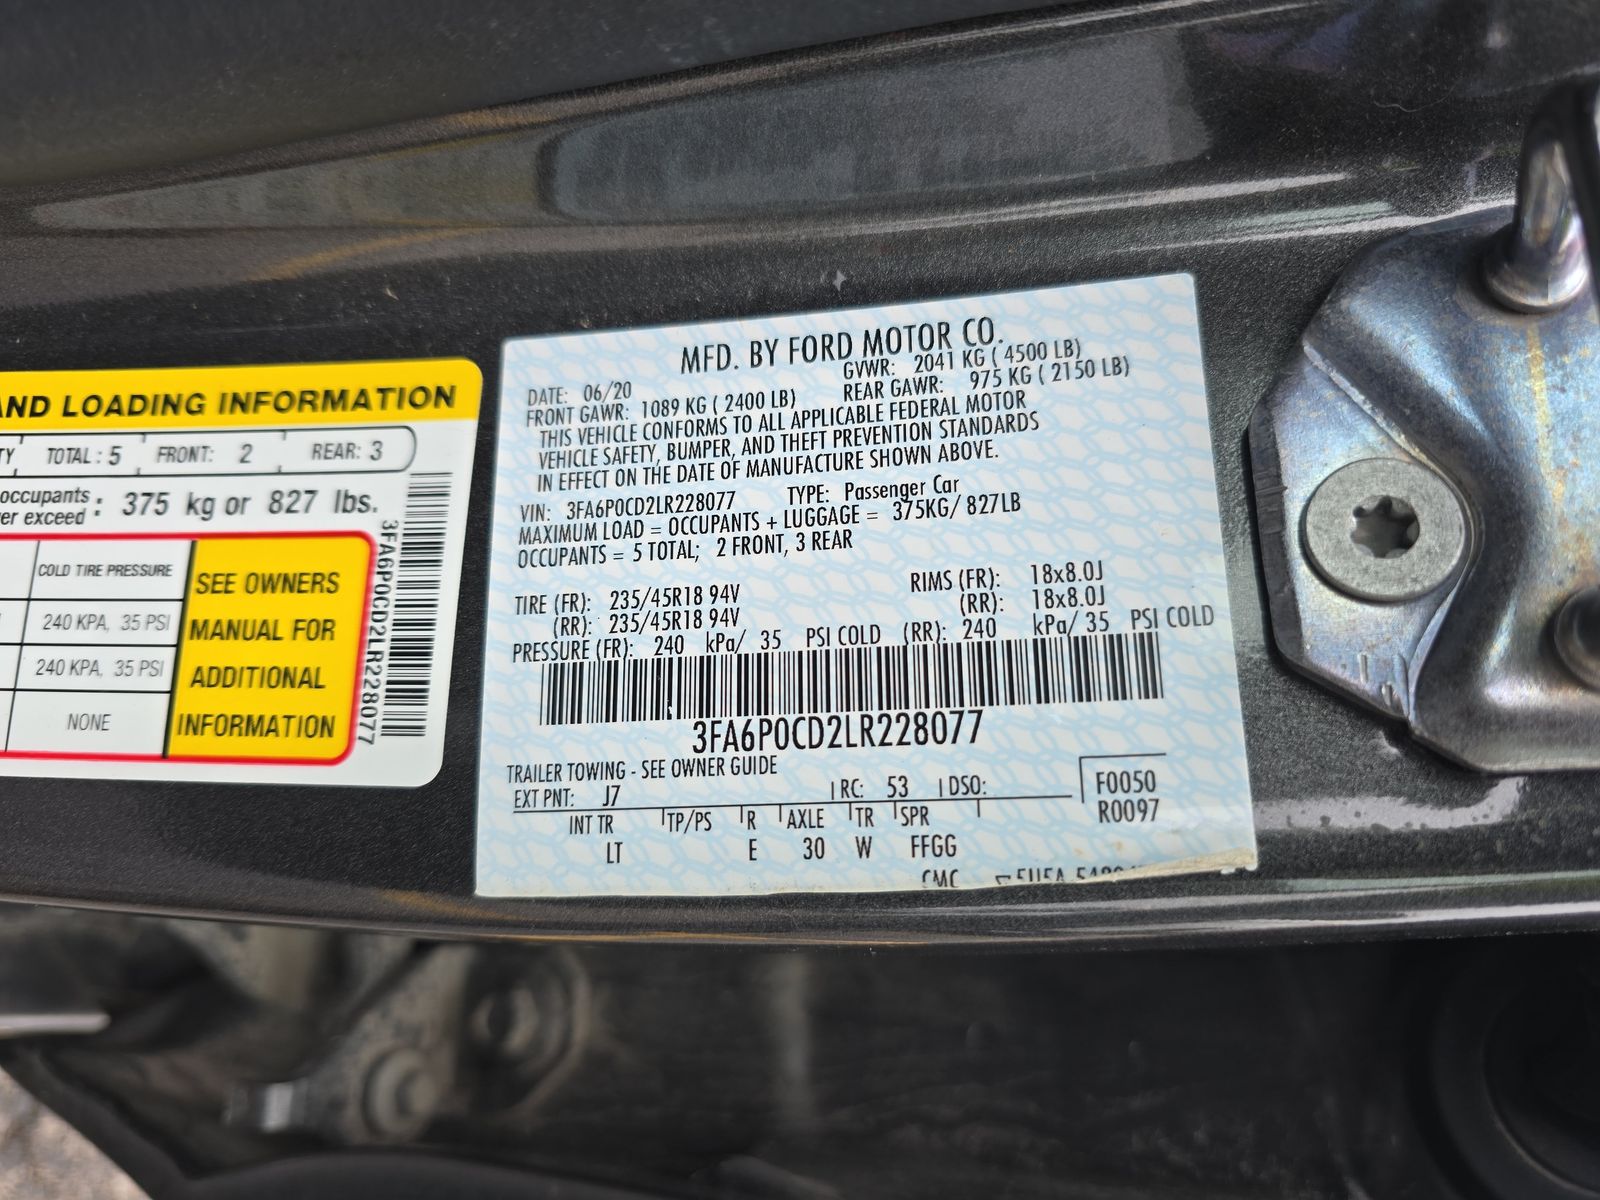 AND LOADING INFORMATION
TOTAL: 5 FRONT: 2 REAR: 3
occupants
exceed : 375 kg or 827 lbs.
COLD TIRE PRESSURE
240 KPA, 35 PSI
240 KPA, 35 PSI
NONE
SEE OWNERS
MANUAL FOR
ADDITIONAL
INFORMATION
3FA6P0CD2LR228077
MFD. BY FORD MOTOR CO.
DATE: 06/20 GVWR: 2041 KG ( 4500 LB)
FRONT GAWR: 1089 KG ( 2400 LB) REAR GAWR: 975 KG ( 2150 LB)
THIS VEHICLE CONFORMS TO ALL APPLICABLE FEDERAL MOTOR
VEHICLE SAFETY, BUMPER, AND THEFT PREVENTION STANDARDS
IN EFFECT ON THE DATE OF MANUFACTURE SHOWN ABOVE.
VIN: 3FA6P0CD2LR228077 TYPE: Passenger Car
MAXIMUM LOAD = OCCUPANTS + LUGGAGE = 375KG/ 827LB
OCCUPANTS = 5 TOTAL; 2 FRONT, 3 REAR
TIRE (FR): 235/45R18 94V RIMS (FR): 18x8.0J
(RR): 235/45R18 94V (RR): 18x8.0J
PRESSURE (FR): 240 kPa/ 35 PSI COLD (RR): 240 kPa/ 35 PSI COLD
3FA6P0CD2LR228077
TRAILER TOWING - SEE OWNER GUIDE
EXT PNT: J7 RC: 53 DSO: F0050
INT TR TP/PS R AXLE TR SPR R0097
LT E 30 W FFGG
CMC